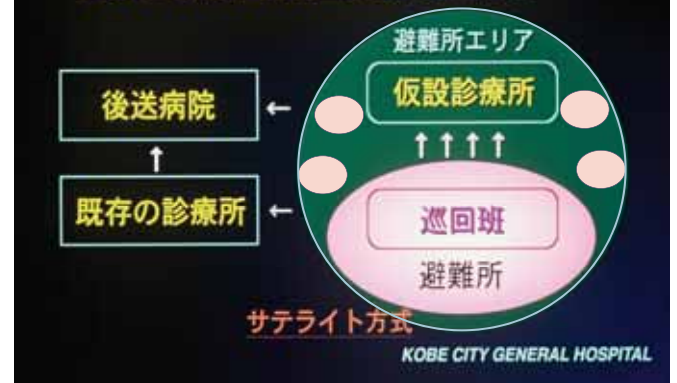 避難所エリア
後送病院
←
仮設診療所
↑
↑↑↑↑
既存の診療所
←
巡回班
避難所
サテライト方式
KOBE CITY GENERAL HOSPITAL